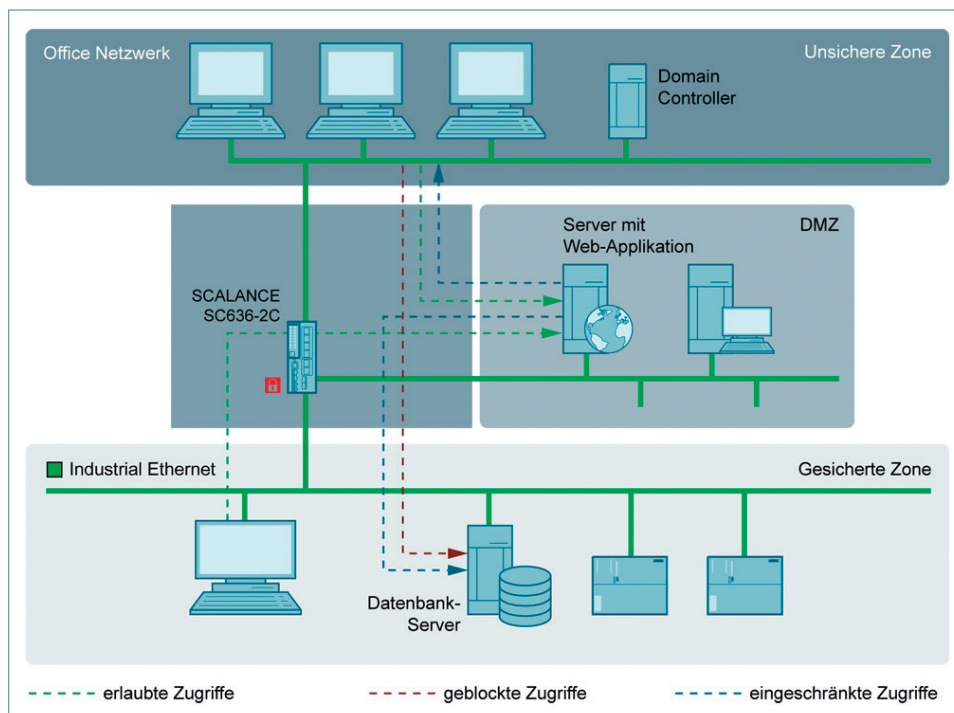 Office Netzwerk
Unsichere Zone
Domain
Controller
Server mit
Web-Applikation
DMZ
SCALANCE
SC636-2C
Industrial Ethernet
Gesicherte Zone
Datenbank-
Server
erlaubte Zugriffe
geblockte Zugriffe
eingeschränkte Zugriffe